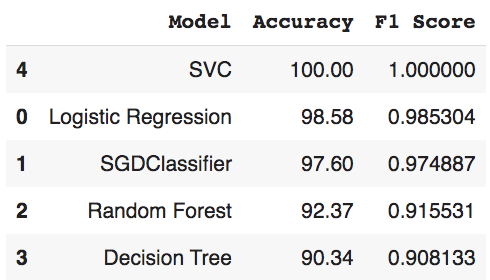 Model Accuracy F1 Score
4 SVC 100.00 1.000000
0 Logistic Regression 98.58 0.985304
1 SGDClassifier 97.60 0.974887
2 Random Forest 92.37 0.915531
3 Decision Tree 90.34 0.908133